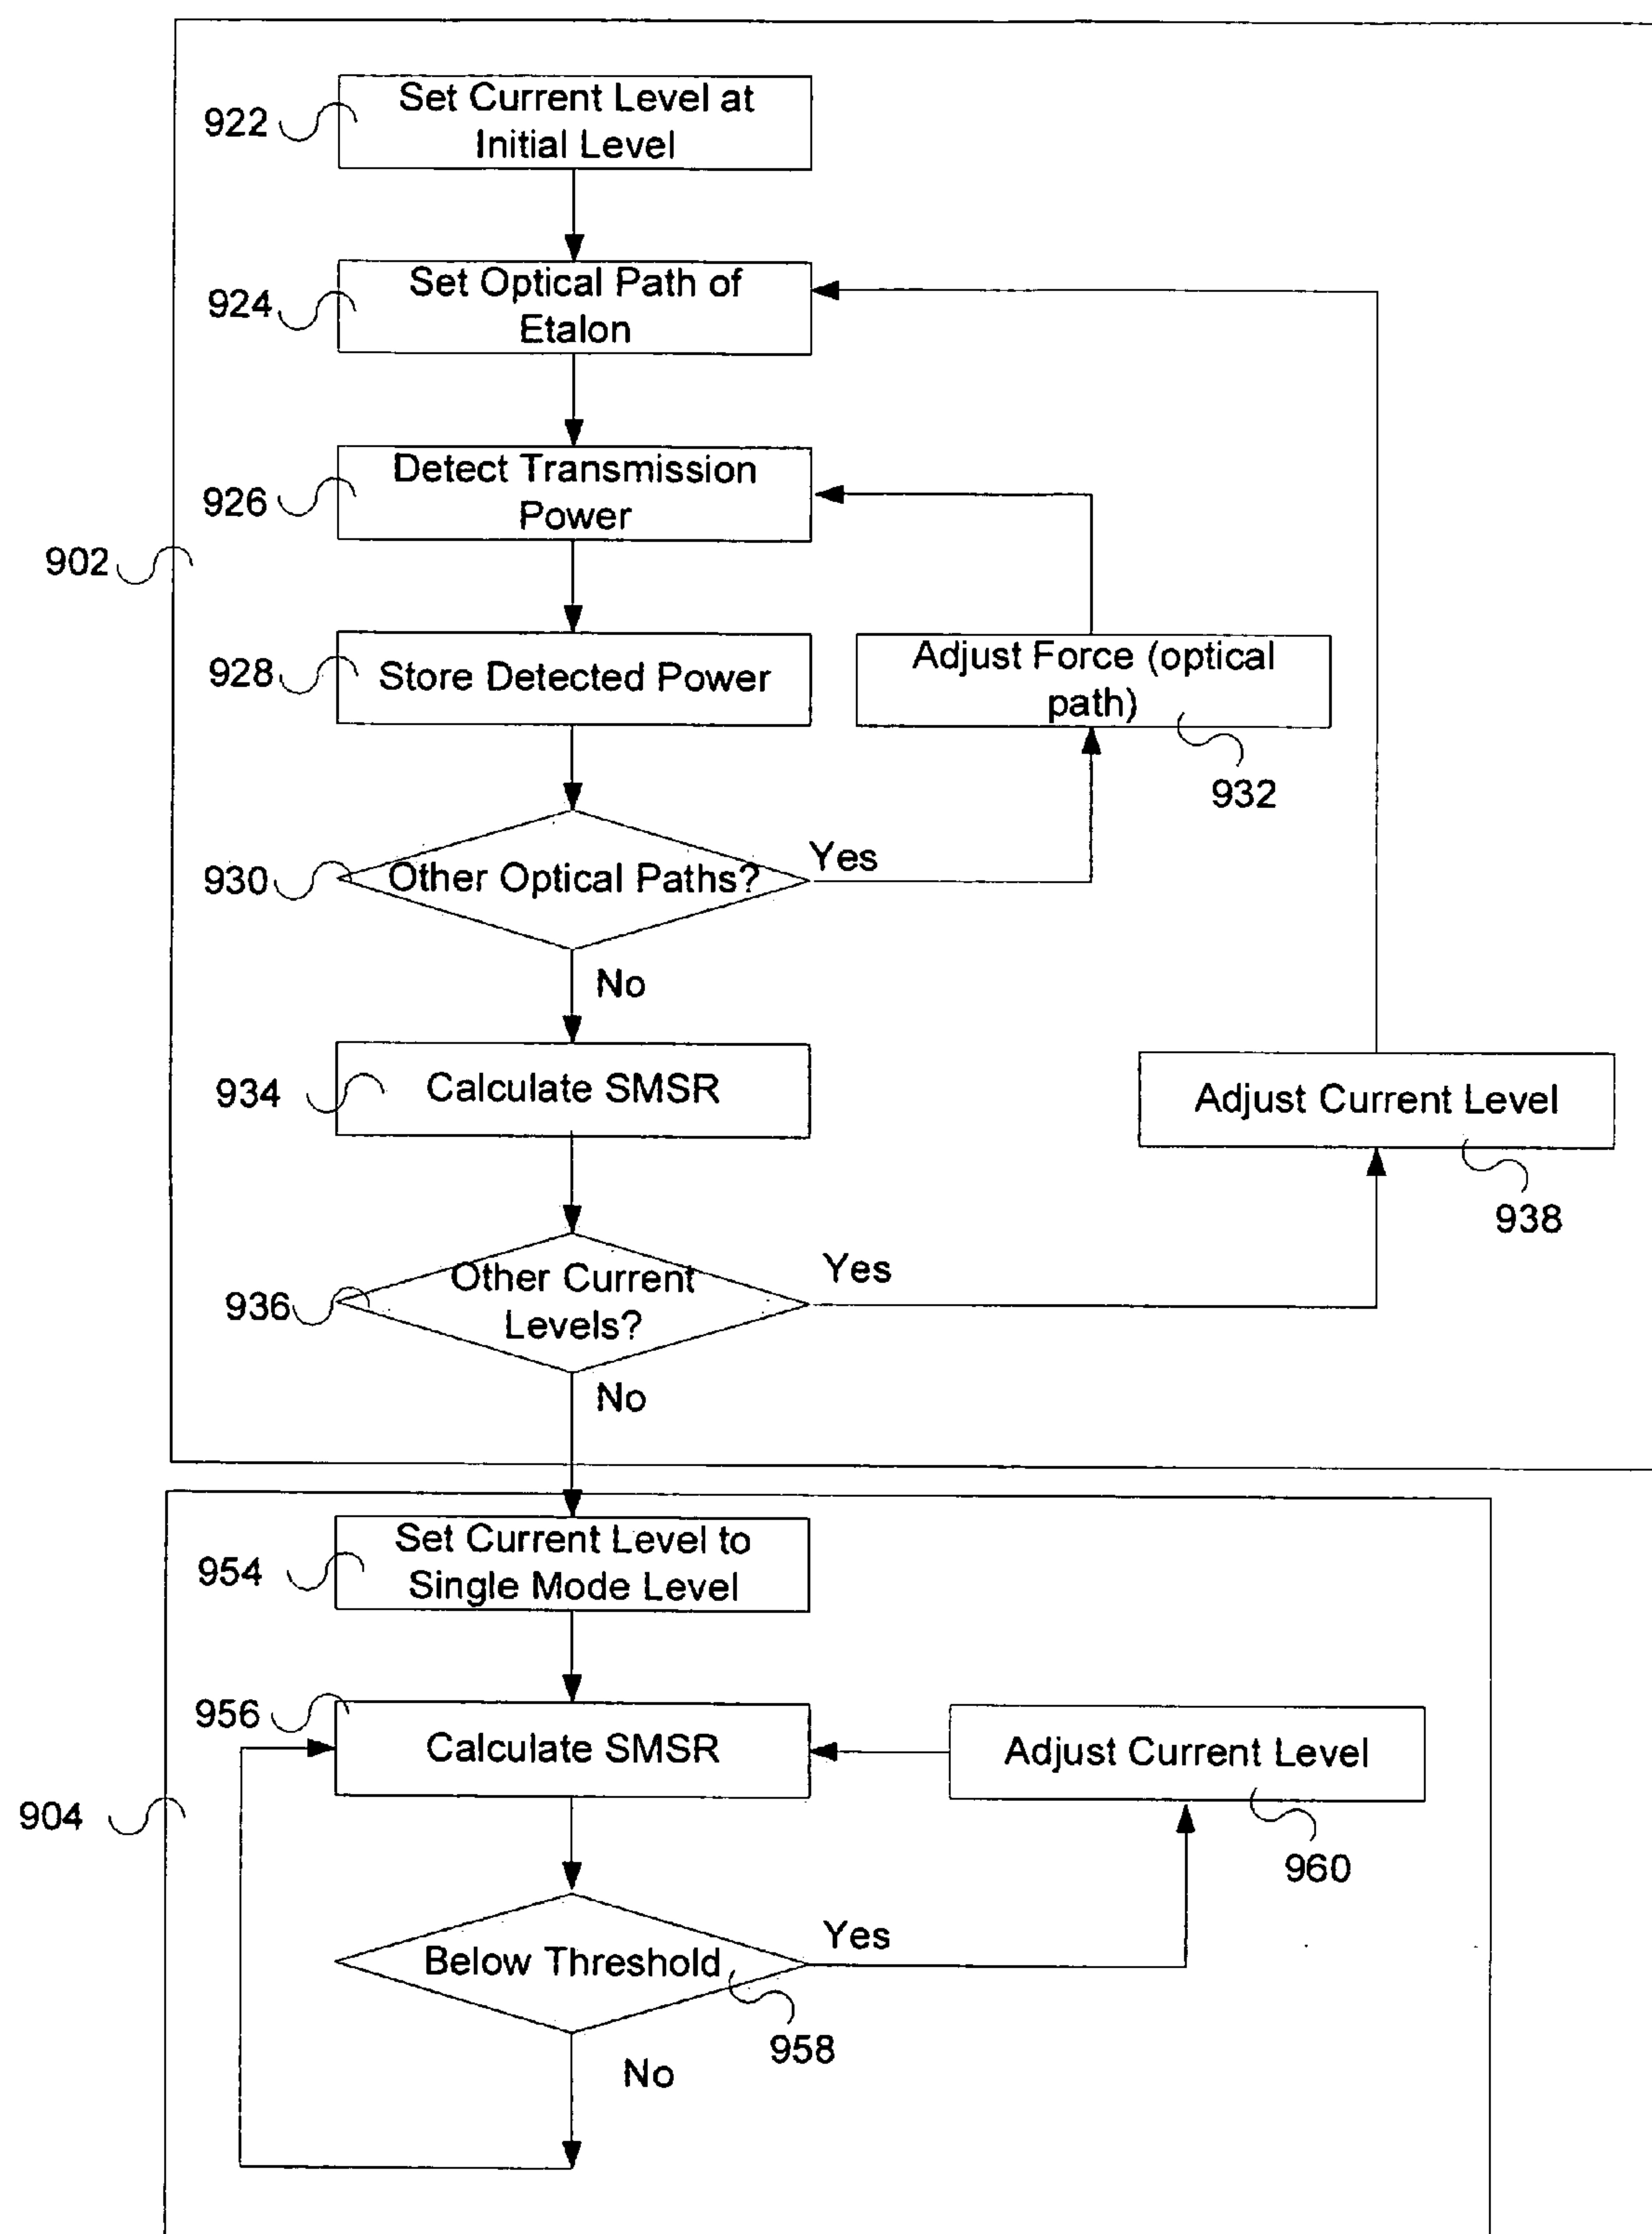 Set Current Level at
Initial Level
922
Set Optical Path of
Etalon
924
Detect Transmission
Power
926
902
Store Detected Power
928
Adjust Force (optical
path)
932
Other Optical Paths?
930
Yes
No
Calculate SMSR
934
Adjust Current Level
938
Other Current
Levels?
936
Yes
No
Set Current Level to
Single Mode Level
954
956
Calculate SMSR
Adjust Current Level
904
960
Below Threshold
Yes
958
No